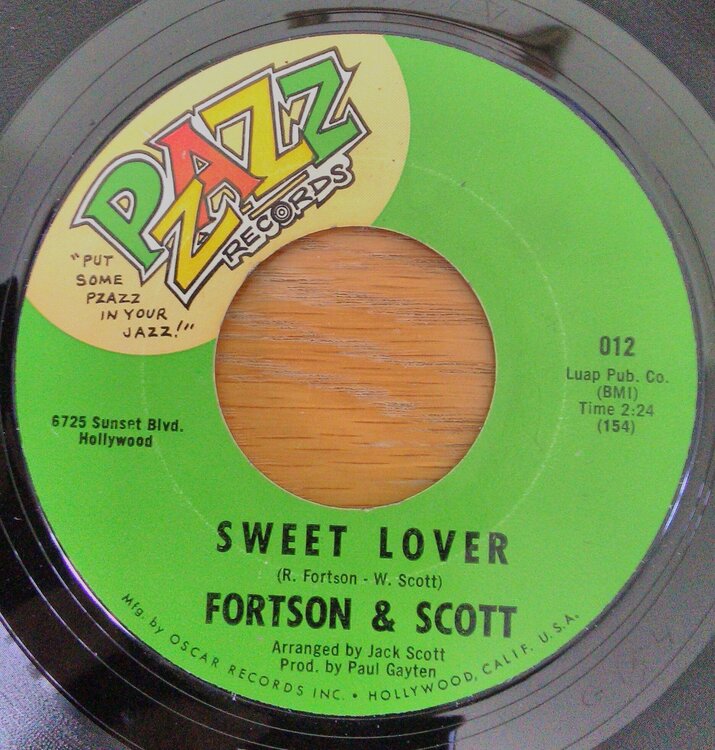 PZAZZ
RECORDS
"PUT
SOME
PZAZZ
IN YOUR
JAZZ!"
012
Luap Pub. Co.
(BMI)
Time 2:24
(154)
6725 Sunset Blvd.
Hollywood
SWEET LOVER
(R. Fortson - W. Scott)
FORTSON & SCOTT
Arranged by Jack Scott
Prod. by Paul Gayten
Mfg. by OSCAR RECORDS INC. • HOLLYWOOD, CALIF. U.S.A.